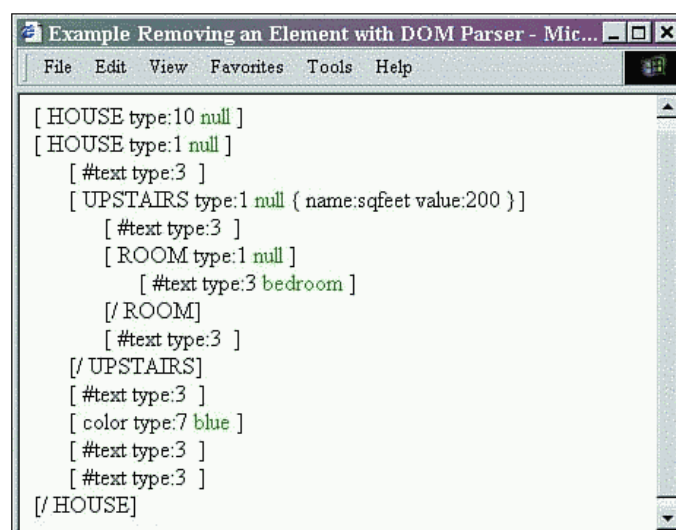 Example Removing an Element with DOM Parser - Mic...
File Edit View Favorites Tools Help
[ HOUSE type:10 null ]
[ HOUSE type:1 null ]
[ #text type:3 ]
[ UPSTAIRS type:1 null { name:sqfeet value:200 } ]
[ #text type:3 ]
[ ROOM type:1 null ]
[ #text type:3 bedroom ]
[/ ROOM]
[ #text type:3 ]
[/ UPSTAIRS]
[ #text type:3 ]
[ color type:7 blue ]
[ #text type:3 ]
[ #text type:3 ]
[/ HOUSE]